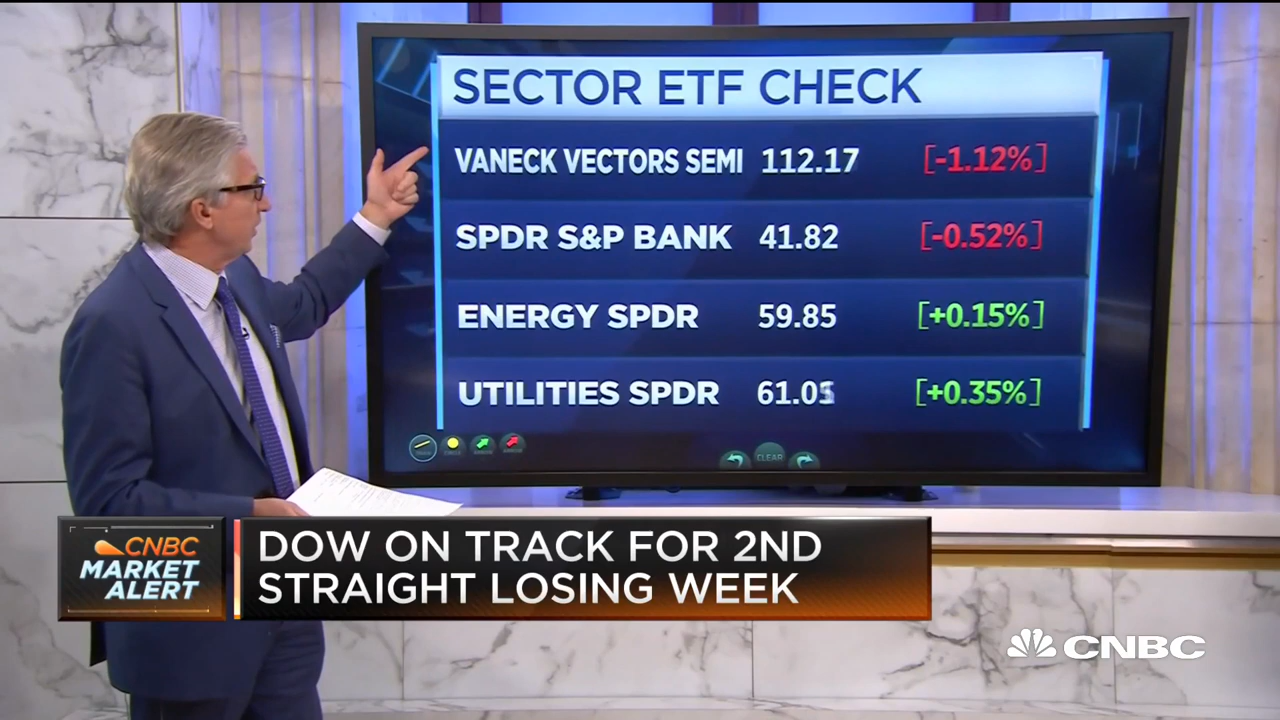 SECTOR ETF CHECK
VANECK VECTORS SEMI 112.17 [-1.12%]
SPDR S&P BANK 41.82 [-0.52%]
ENERGY SPDR 59.85 [+0.15%]
UTILITIES SPDR [+0.35%]
CLEAR
CNBC
MARKET
ALERT
DOW ON TRACK FOR 2ND
STRAIGHT LOSING WEEK
CNBC